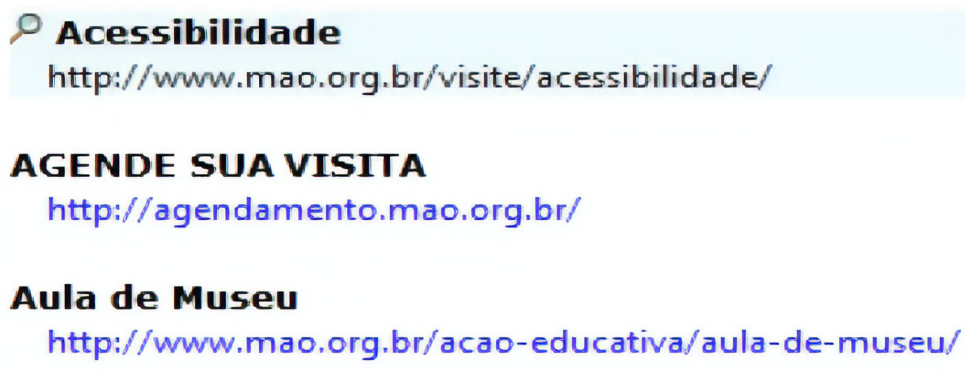 Acessibilidade
http://www.mao.org.br/visite/acessibilidade/
AGENDE SUA VISITA
http://agendamento.mao.org.br/
Aula de Museu
http://www.mao.org.br/acao-educativa/aula-de-museu/